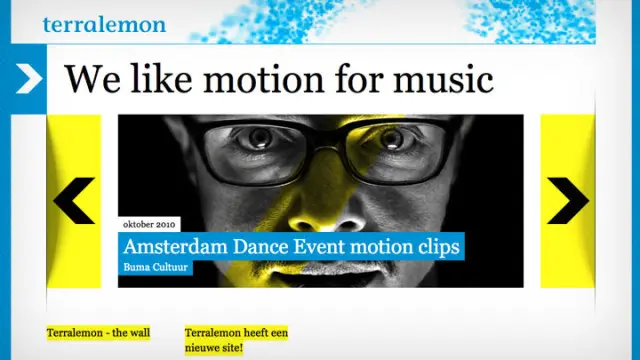 terralemon
We like motion for music
oktober 2010
Amsterdam Dance Event motion clips
Buma Cultuur
Terralemon - the wall
Terralemon heeft een
nieuwe site!